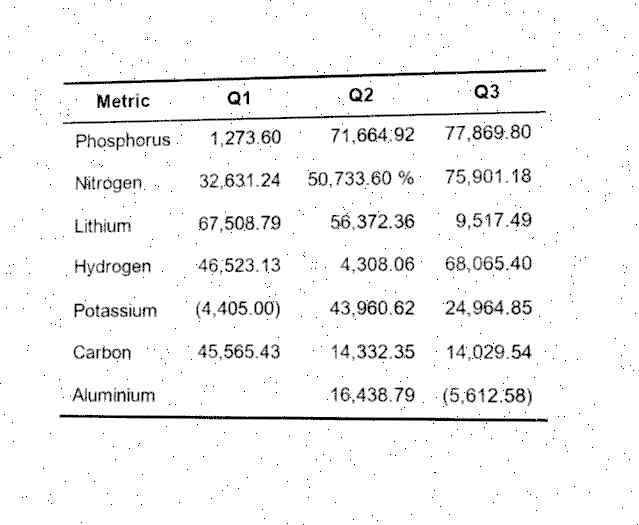 Metric Q1 Q2 Q3
Phosphorus 1,273.60 71,664.92 77,869.80
Nitrogen 32,631.24 50,733.60 % 75,901.18
Lithium 67,508.79 56,372.36 9,517.49
Hydrogen 46,523.13 4,308.06 68,065.40
Potassium (4,405.00) 43,960.62 24,964.85
Carbon 45,565.43 14,332.35 14,029.54
Aluminium 16,438.79 (5,612.58)